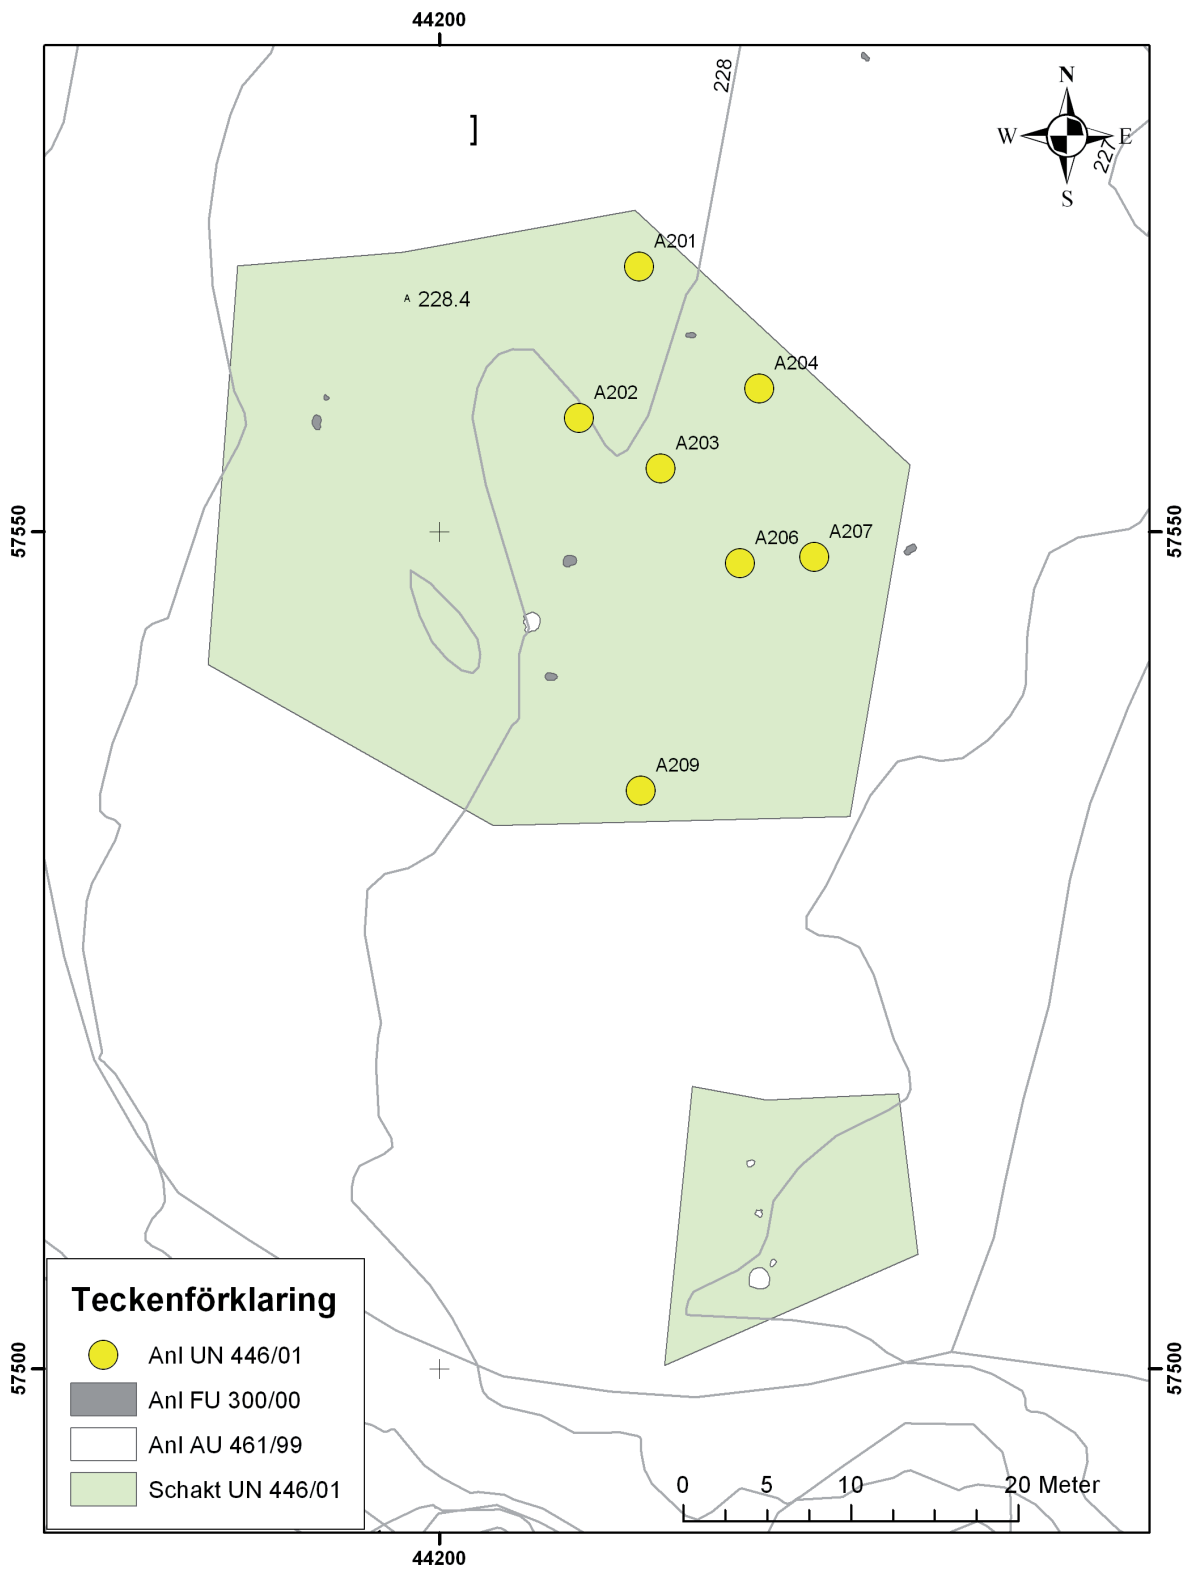 44200
228
]
N
W E
227
S
A201
A 228.4
A204
A202
A203
57550
57550
A206
A207
A209
Teckenförklaring
Anl UN 446/01
Anl FU 300/00
Anl AU 461/99
Schakt UN 446/01
57500
57500
0 5 10 20 Meter
44200